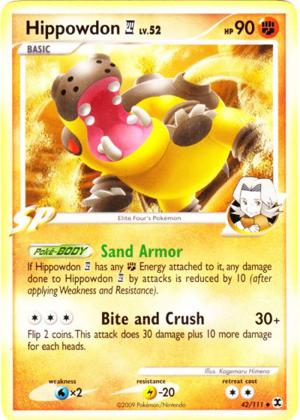 Hippowdon LV.52 HP 90
BASIC
SP
Elite Four's Pokémon
Poké-BODY Sand Armor
If Hippowdon has any Energy attached to it, any damage
done to Hippowdon by attacks is reduced by 10 (after
applying Weakness and Resistance).
Bite and Crush 30+
Flip 2 coins. This attack does 30 damage plus 10 more
damage for each heads.
Illus. Kagemaru Himeno
weakness resistance retreat cost
×2 -20
©2009 Pokémon/Nintendo 42/111